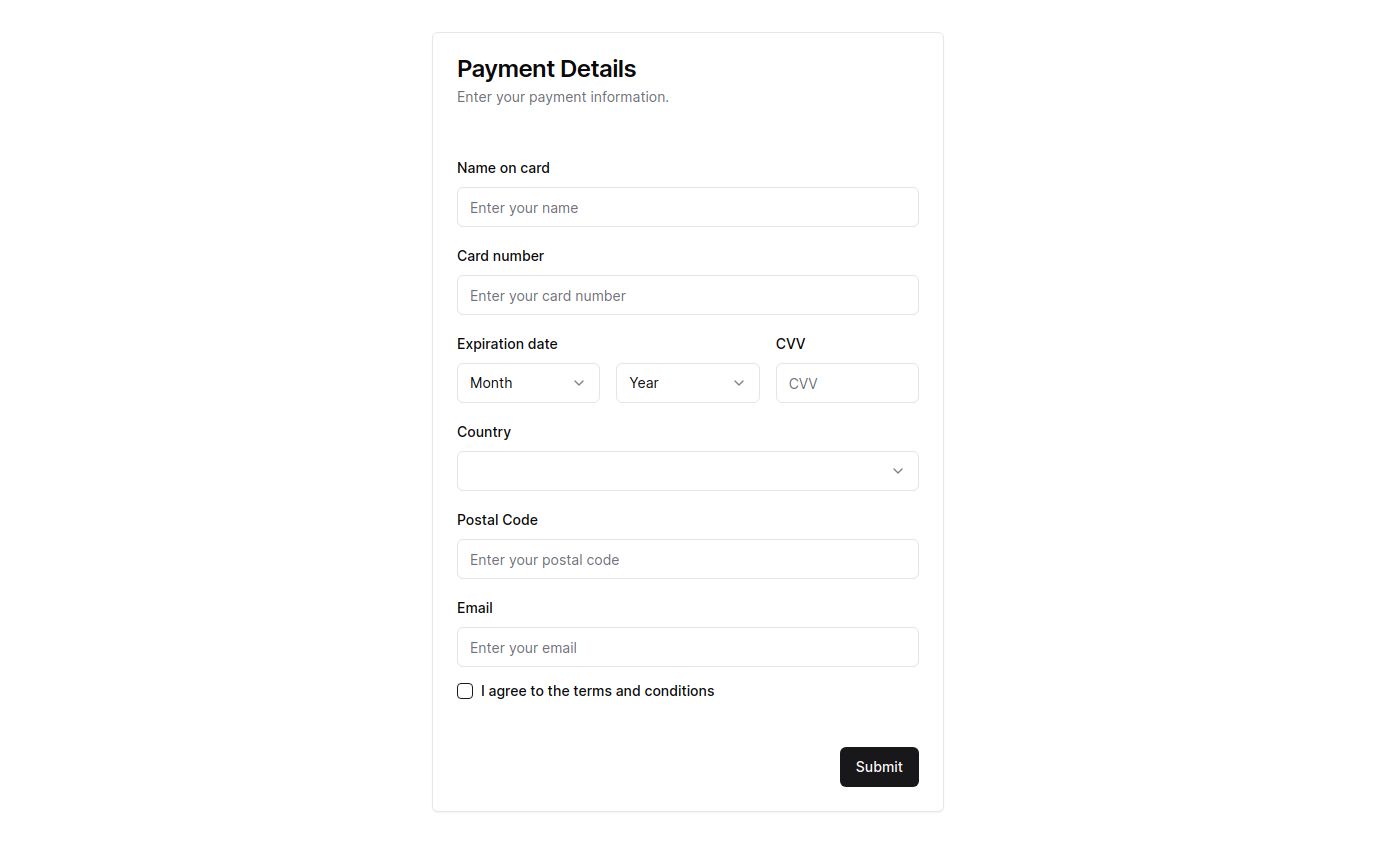 Payment Details
Enter your payment information.
Name on card
Enter your name
Card number
Enter your card number
Expiration date CVV
Month Year CVV
Country
Postal Code
Enter your postal code
Email
Enter your email
I agree to the terms and conditions
Submit